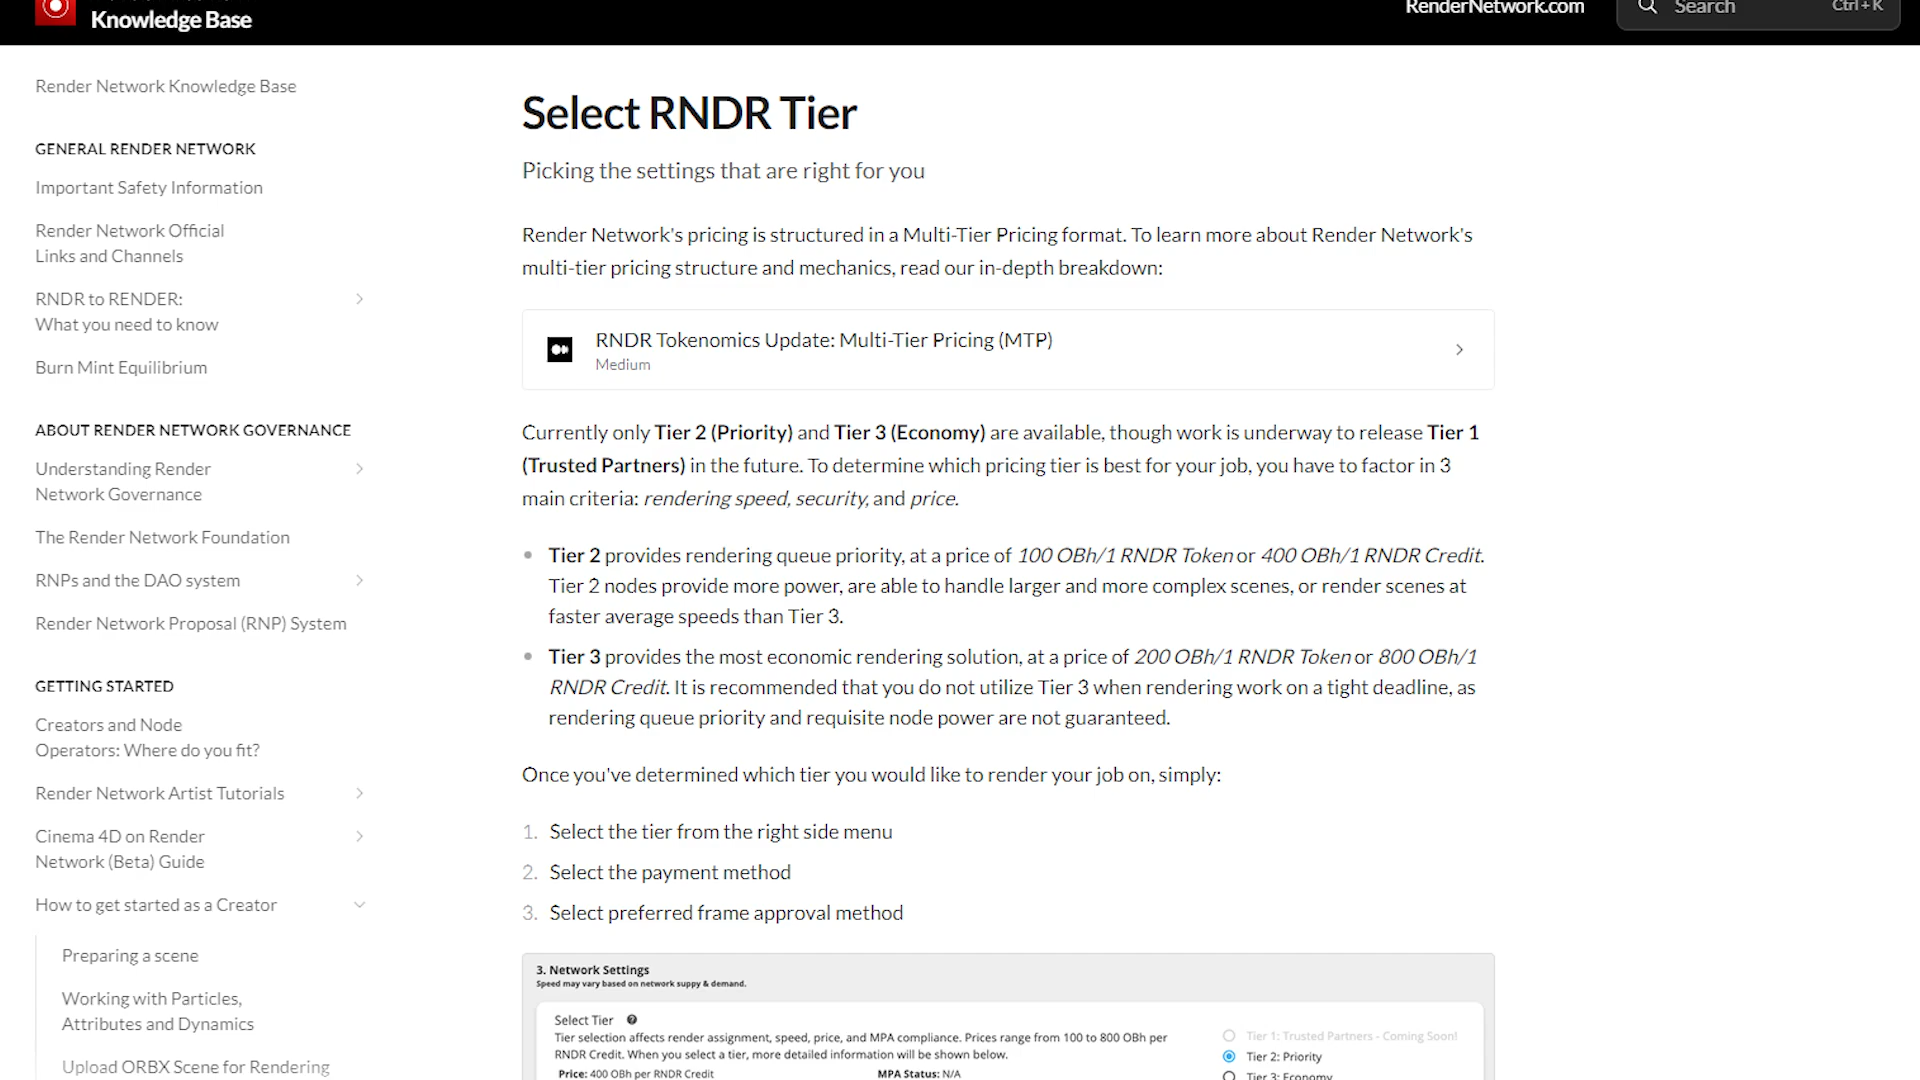 Knowledge Base
RenderNetwork.com
Search
Ctrl+K
Render Network Knowledge Base
GENERAL RENDER NETWORK
Important Safety Information
Render Network Official
Links and Channels
RNDR to RENDER:
What you need to know
Burn Mint Equilibrium
ABOUT RENDER NETWORK GOVERNANCE
Understanding Render
Network Governance
The Render Network Foundation
RNPs and the DAO system
Render Network Proposal (RNP) System
GETTING STARTED
Creators and Node
Operators: Where do you fit?
Render Network Artist Tutorials
Cinema 4D on Render
Network (Beta) Guide
How to get started as a Creator
Preparing a scene
Working with Particles,
Attributes and Dynamics
Upload ORBX Scene for Rendering
Select RNDR Tier
Picking the settings that are right for you
Render Network's pricing is structured in a Multi-Tier Pricing format. To learn more about Render Network's
multi-tier pricing structure and mechanics, read our in-depth breakdown:
RNDR Tokenomics Update: Multi-Tier Pricing (MTP)
Medium
Currently only Tier 2 (Priority) and Tier 3 (Economy) are available, though work is underway to release Tier 1
(Trusted Partners) in the future. To determine which pricing tier is best for your job, you have to factor in 3
main criteria: rendering speed, security, and price.
• Tier 2 provides rendering queue priority, at a price of 100 OBh/1 RNDR Token or 400 OBh/1 RNDR Credit.
Tier 2 nodes provide more power, are able to handle larger and more complex scenes, or render scenes at
faster average speeds than Tier 3.
• Tier 3 provides the most economic rendering solution, at a price of 200 OBh/1 RNDR Token or 800 OBh/1
RNDR Credit. It is recommended that you do not utilize Tier 3 when rendering work on a tight deadline, as
rendering queue priority and requisite node power are not guaranteed.
Once you've determined which tier you would like to render your job on, simply:
1. Select the tier from the right side menu
2. Select the payment method
3. Select preferred frame approval method
3. Network Settings
Speed may vary based on network suppy & demand.
Select Tier ?
Tier selection affects render assignment, speed, price, and MPA compliance. Prices range from 100 to 800 OBh per
RNDR Credit. When you select a tier, more detailed information will be shown below.
Price: 400 OBh per RNDR Credit
MPA Status: N/A
Tier 1: Trusted Partners - Coming Soon!
Tier 2: Priority
Tier 3: Economy